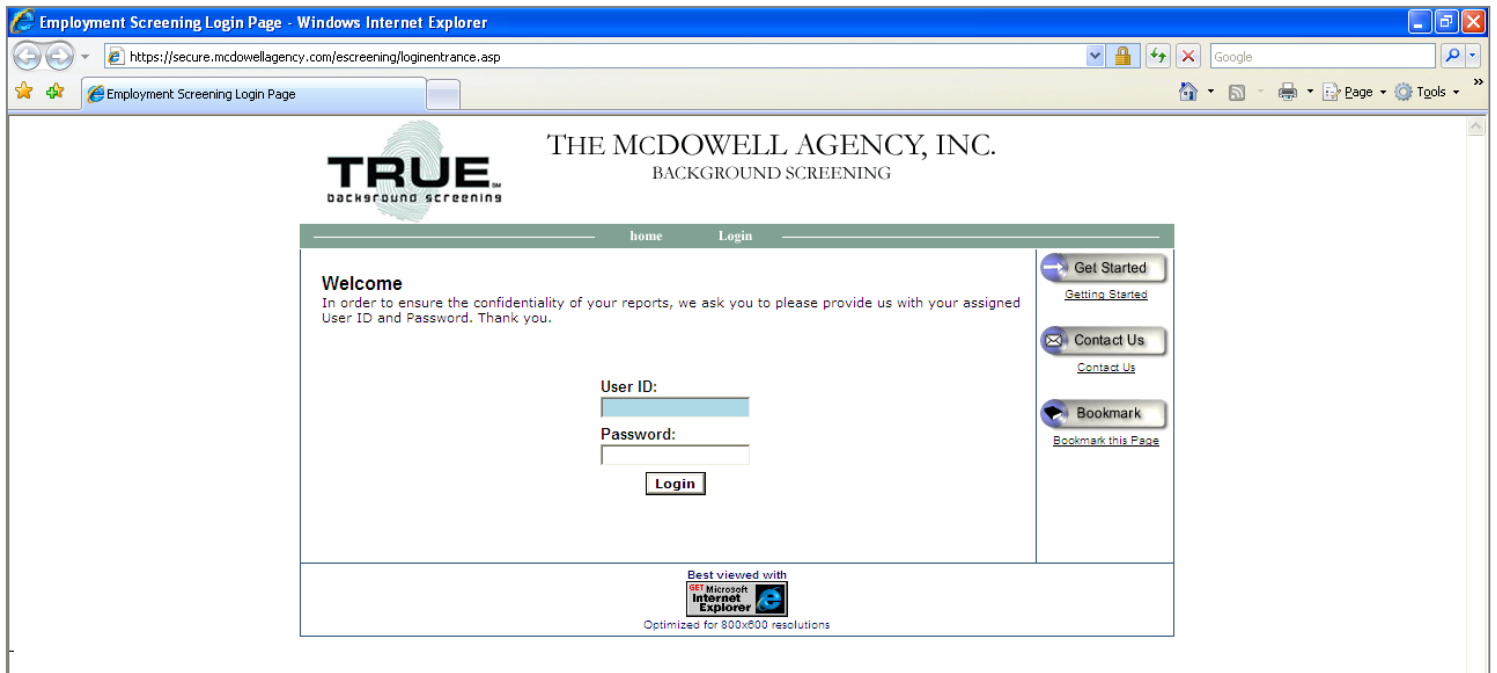 Employment Screening Login Page - Windows Internet Explorer
https://secure.mcdowellagency.com/escreening/loginentrance.asp
Google
Employment Screening Login Page
Page
Tools
»
TRUE SM
background screening
THE MCDOWELL AGENCY, INC.
BACKGROUND SCREENING
home Login
Welcome
In order to ensure the confidentiality of your reports, we ask you to please provide us with your assigned
User ID and Password. Thank you.
User ID:
Password:
Login
Get Started
Getting Started
Contact Us
Contact Us
Bookmark
Bookmark this Page
Best viewed with
GET Microsoft
Internet
Explorer
Optimized for 800x600 resolutions